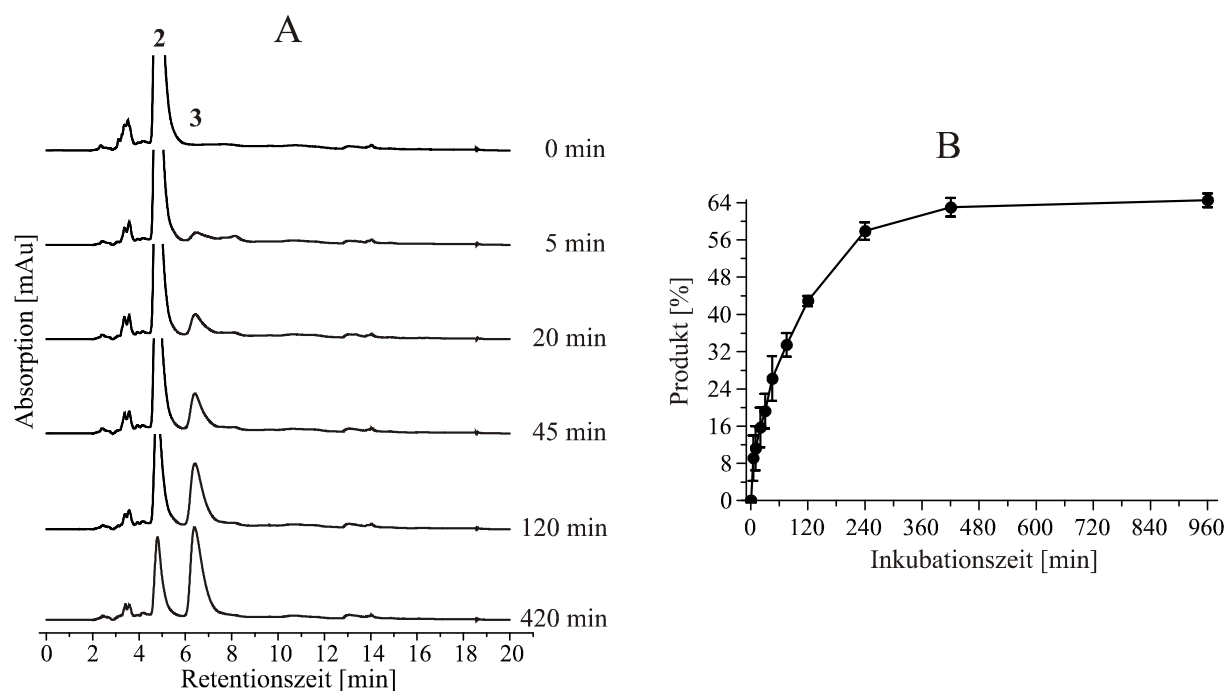 A
2
3
0 min
5 min
20 min
45 min
120 min
420 min
Absorption [mAu]
0 2 4 6 8 10 12 14 16 18 20
Retentionszeit [min]
B
64
56
48
40
32
24
16
8
0
Produkt [%]
0 120 240 360 480 600 720 840 960
Inkubationszeit [min]